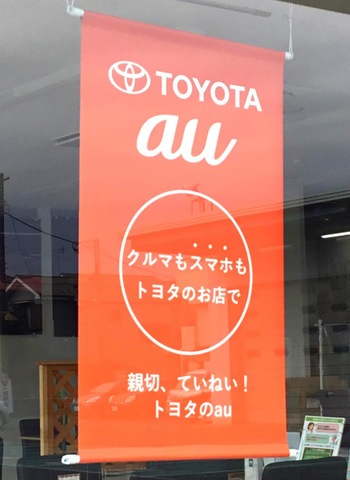 TOYOTA
au
クルマもスマホも
トヨタのお店で
親切、ていねい！
トヨタのau